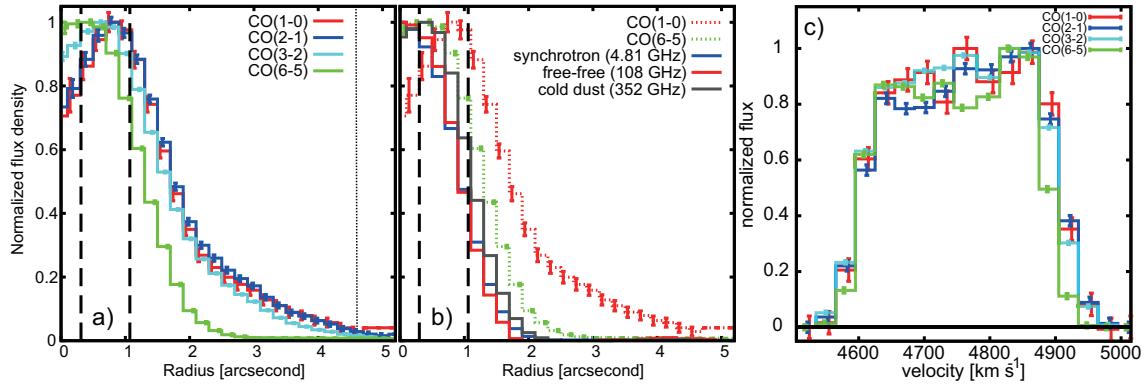 CO(1-0)
CO(2-1)
CO(3-2)
CO(6-5)
Normalized flux density
1
0.8
0.6
0.4
0.2
0
a)
0 1 2 3 4 5
Radius [arcsecond]
CO(1-0)
CO(6-5)
synchrotron (4.81 GHz)
free-free (108 GHz)
cold dust (352 GHz)
b)
0 1 2 3 4 5
Radius [arcsecond]
c)
CO(1-0)
CO(2-1)
CO(3-2)
CO(6-5)
normalized flux
1
0.8
0.6
0.4
0.2
0
4600 4700 4800 4900 5000
velocity [km s-1]